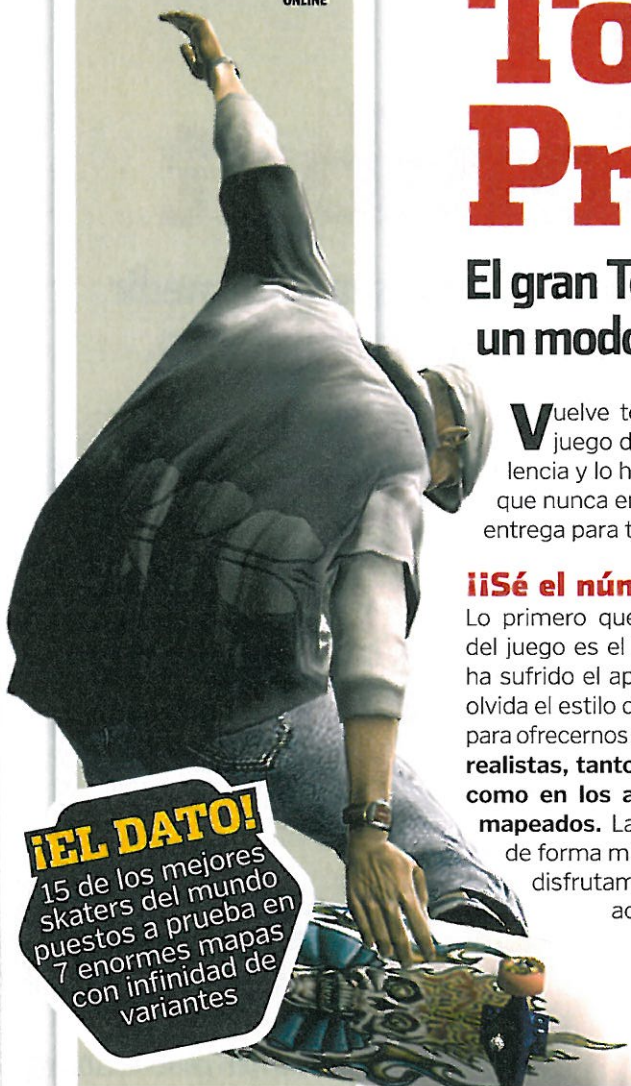 ONLINE
To
Pr
El gran T
un modo
Vuelve te
juego d
lencia y lo h
que nunca en
entrega para t
¡¡Sé el núm
Lo primero que
del juego es el
ha sufrido el ap
olvida el estilo d
para ofrecernos
realistas, tanto
como en los a
mapeados. La
de forma m
disfrutam
ac
¡EL DATO!
15 de los mejores
skaters del mundo
puestos a prueba en
7 enormes mapas
con infinidad de
variantes